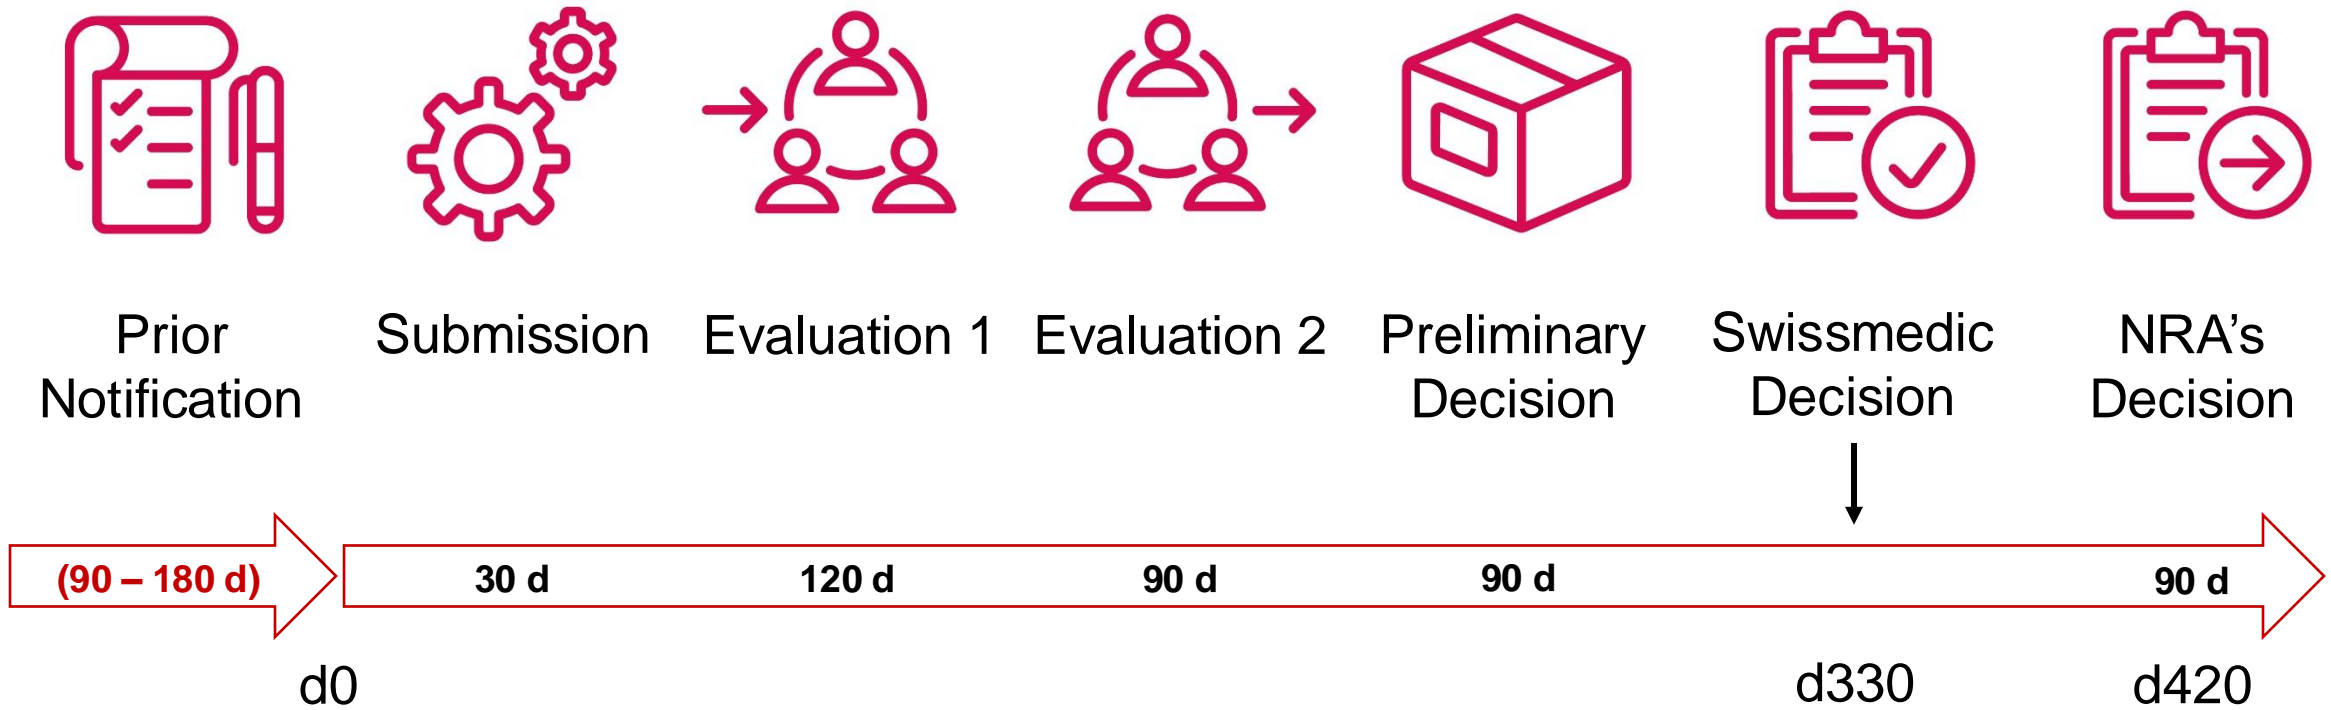 Prior
Notification
Submission
Evaluation 1
Evaluation 2
Preliminary
Decision
Swissmedic
Decision
NRA’s
Decision
(90 – 180 d)
30 d
120 d
90 d
90 d
90 d
d0
d330
d420